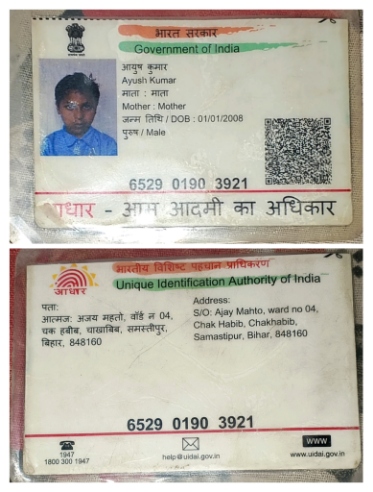 भारत सरकार
Government of India
आयुष कुमार
Ayush Kumar
माता : माता
Mother : Mother
जन्म तिथि / DOB : 01/01/2008
पुरुष / Male
6529 0190 3921
आधार - आम आदमी का अधिकार
भारतीय विशिष्ट पहचान प्राधिकरण
Unique Identification Authority of India
आधार
पता:
आत्मज: अजय महतो, वॉर्ड न 04,
चक हबीब, चाखाबिब, समस्तीपुर,
बिहार, 848160
Address:
S/O: Ajay Mahto, ward no 04,
Chak Habib, Chakhabib,
Samastipur, Bihar, 848160
6529 0190 3921
1947
1800 300 1947
help@uidai.gov.in
www
www.uidai.gov.in